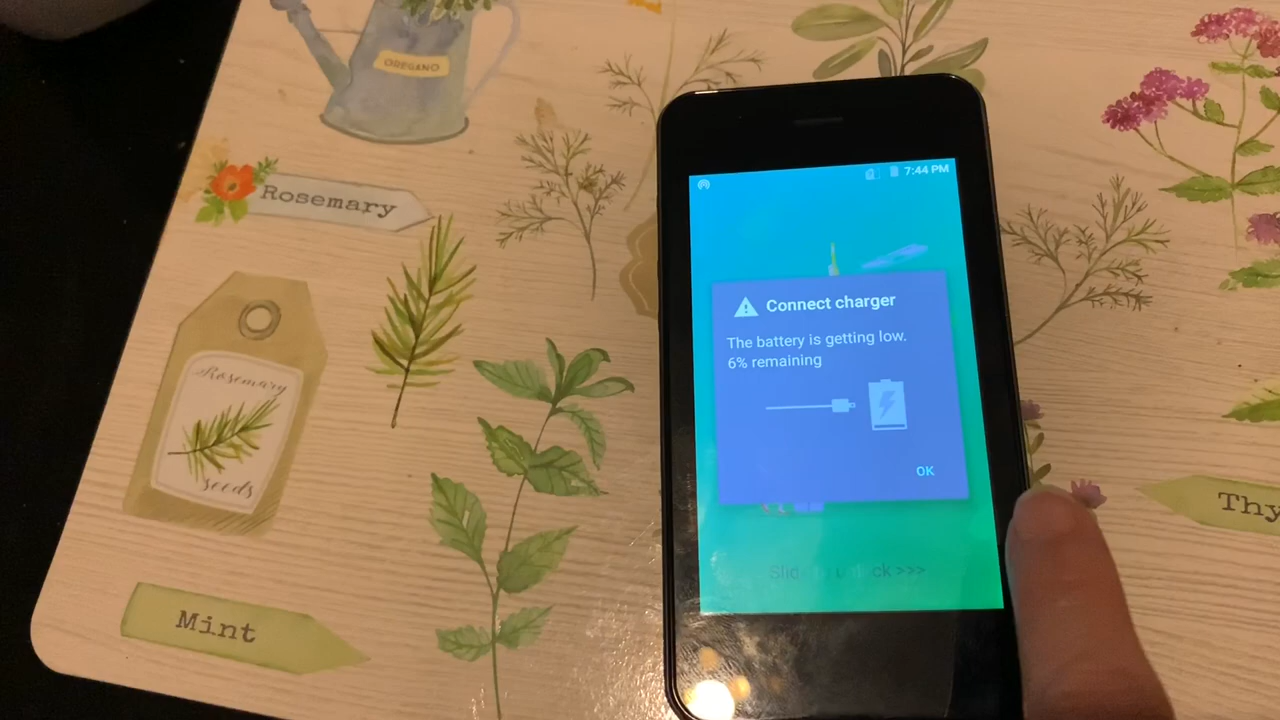 OREGANO
Rosemary
Rosemary
seeds
Mint
7:44 PM
Connect charger
The battery is getting low.
6% remaining
OK
ck >>>
Thy